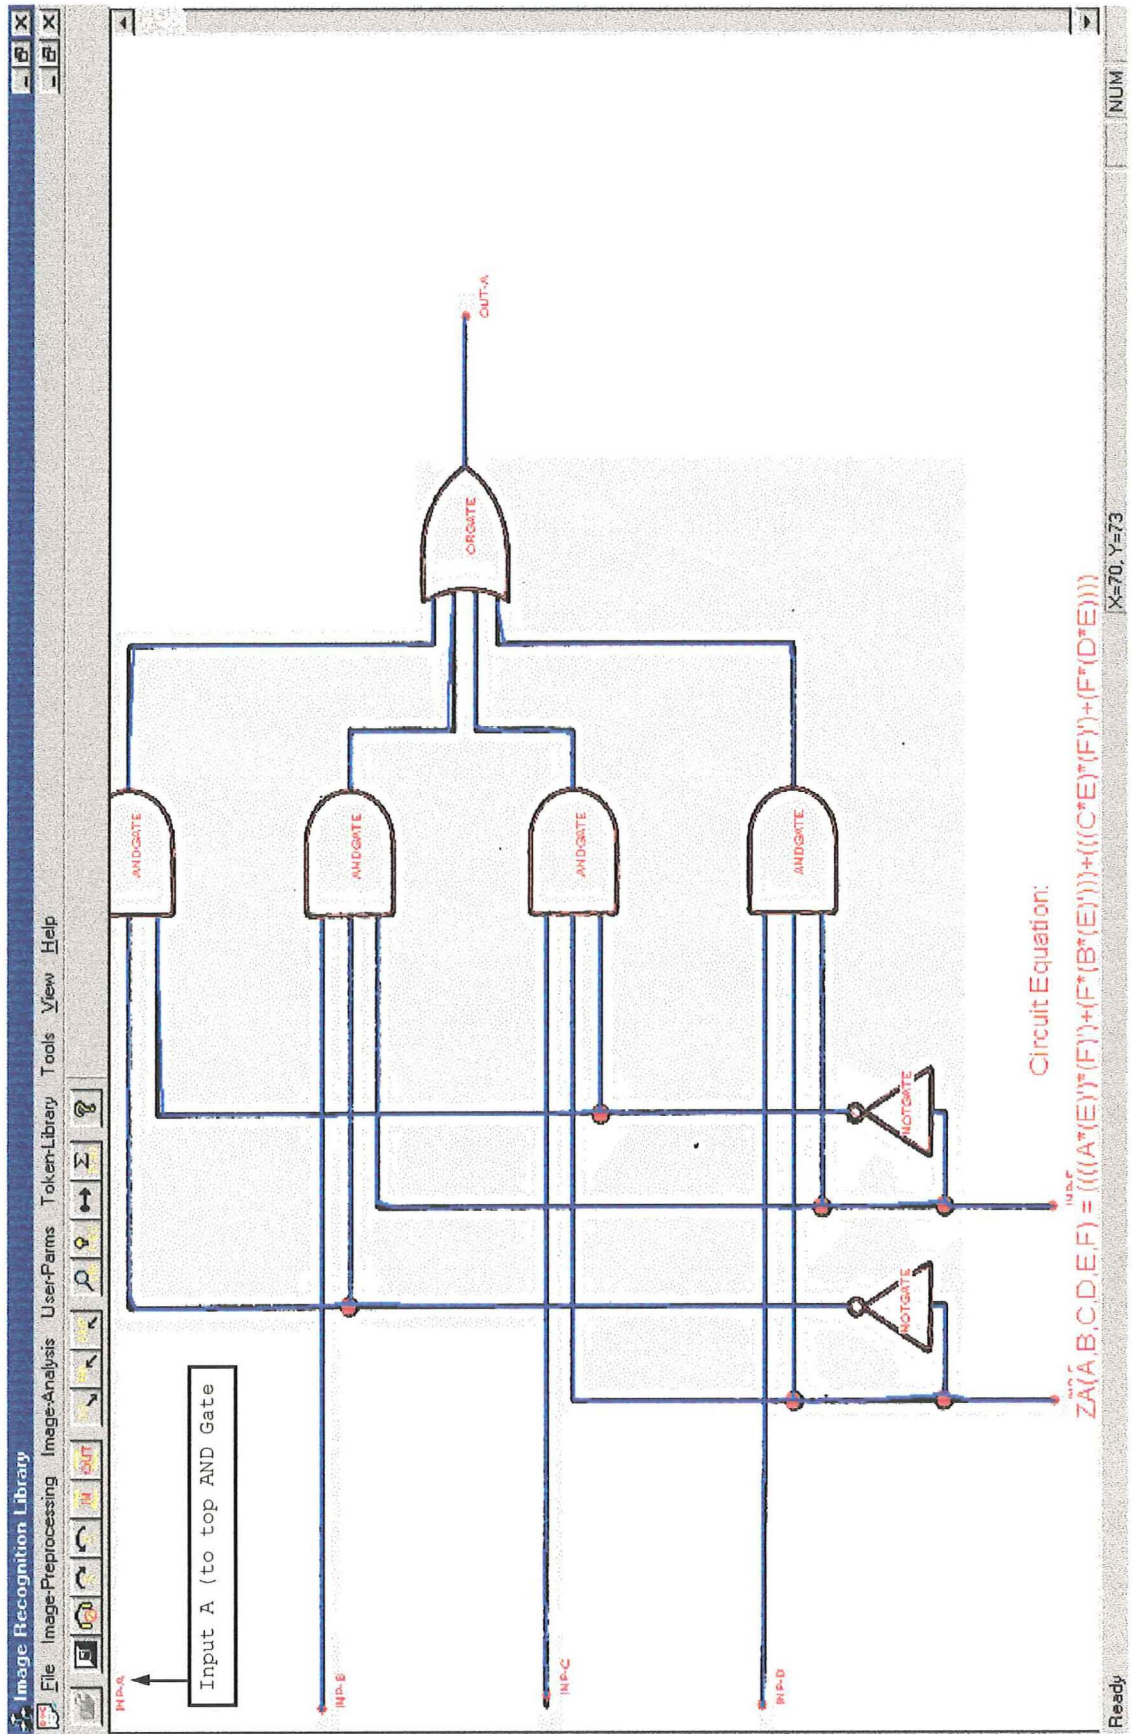 Image Recognition Library
File Image-Preprocessing Image-Analysis User-Parms Token-Library Tools View Help
IN OUT Σ ?
INP-A
Input A (to top AND Gate
ANDGATE
INP-B
ANDGATE
ORGATE
OUT-A
INP-C
ANDGATE
INP-D
ANDGATE
NOTGATE
NOTGATE
Circuit Equation:
ZA(A,B,C,D,E,F) = ((((A*(E)')*(F)')+(F*(B*(E)')))+(((C*E)*(F)')+(F*(D*E))))
Ready X=70, Y=73 NUM